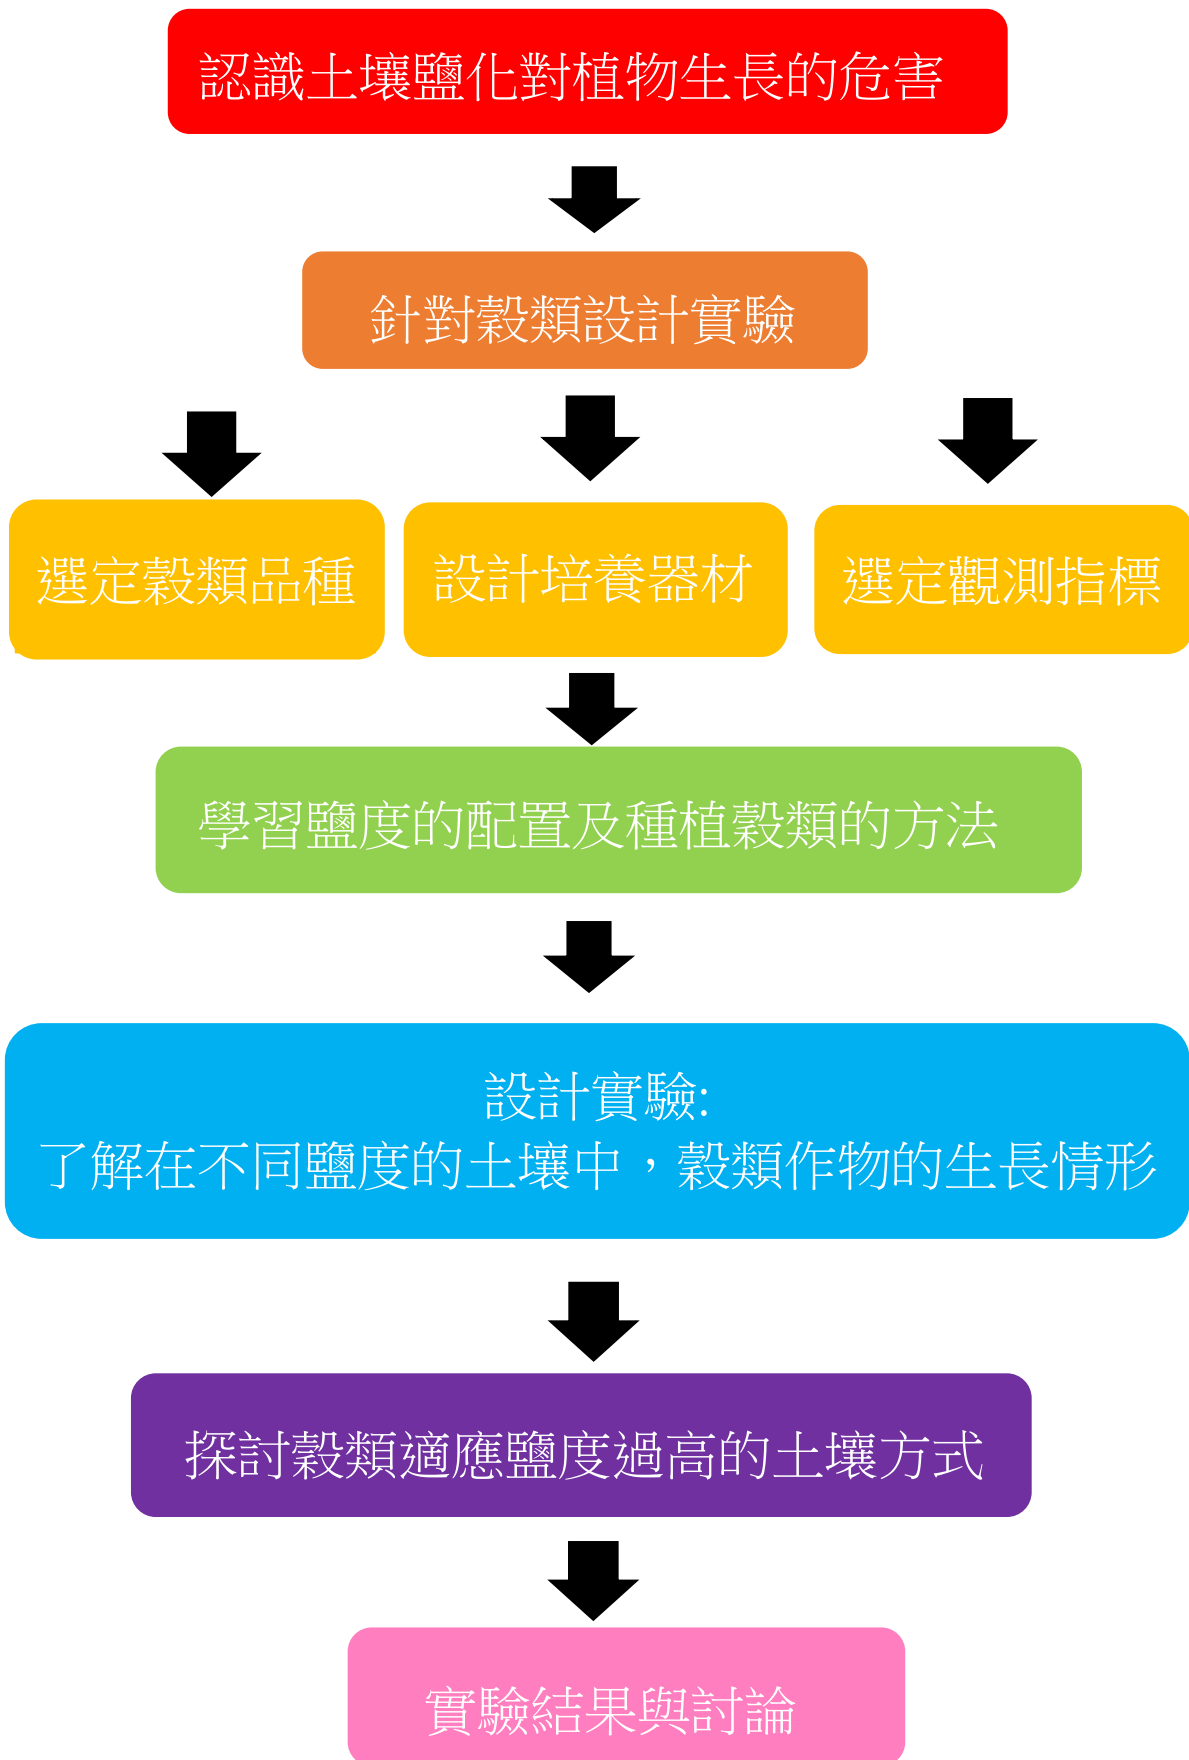 認識土壤鹽化對植物生長的危害
針對穀類設計實驗
選定穀類品種
設計培養器材
選定觀測指標
學習鹽度的配置及種植穀類的方法
設計實驗:
了解在不同鹽度的土壤中，穀類作物的生長情形
探討穀類適應鹽度過高的土壤方式
實驗結果與討論